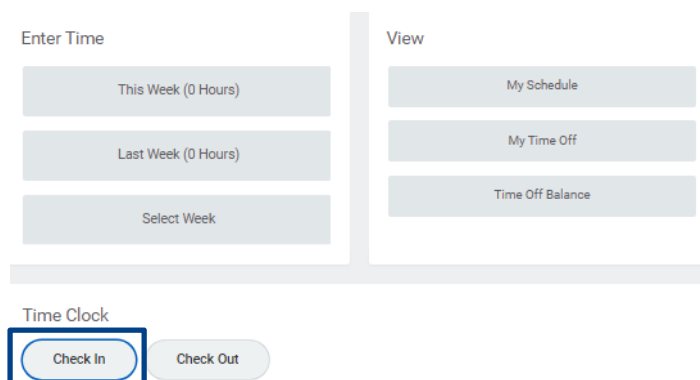 Enter Time
This Week (0 Hours)
Last Week (0 Hours)
Select Week
View
My Schedule
My Time Off
Time Off Balance
Time Clock
Check In
Check Out